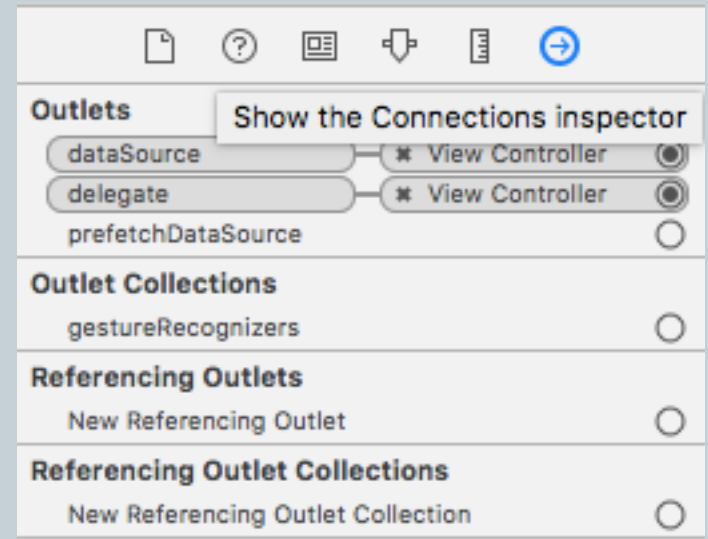 Outlets
Show the Connections inspector
dataSource View Controller
delegate View Controller
prefetchDataSource
Outlet Collections
gestureRecognizers
Referencing Outlets
New Referencing Outlet
Referencing Outlet Collections
New Referencing Outlet Collection